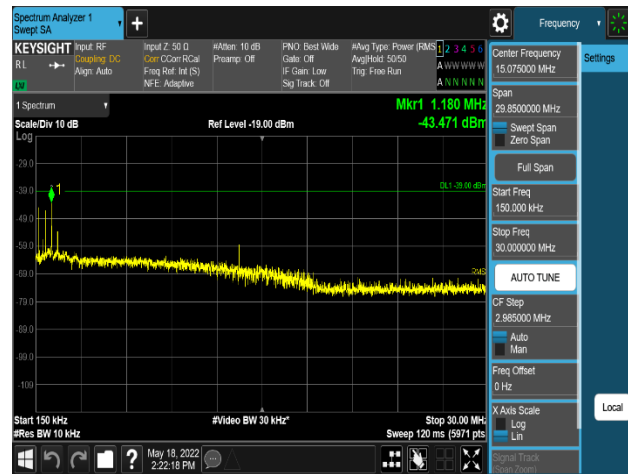 Spectrum Analyzer 1
Swept SA
+
Frequency
KEYSIGHT
RL
Input: RF
Coupling: DC
Align: Auto
Input Z: 50 Ω
Corr CCorr RCal
Freq Ref: Int (S)
NFE: Adaptive
#Atten: 10 dB
Preamp: Off
PNO: Best Wide
Gate: Off
IF Gain: Low
Sig Track: Off
#Avg Type: Power (RMS
Avg|Hold: 50/50
Trig: Free Run
1 2 3 4 5 6
A W W W W W
A N N N N N
1 Spectrum
Scale/Div 10 dB
Log
Ref Level -19.00 dBm
Mkr1 1.180 MHz
-43.471 dBm
-29.0
-39.0
-49.0
-59.0
-69.0
-79.0
-89.0
-99.0
-109
1
DL1 -39.00 dBm
RMS
Start 150 kHz
#Res BW 10 kHz
#Video BW 30 kHz*
Stop 30.00 MHz
Sweep 120 ms (5971 pts
May 18, 2022
2:22:18 PM
Center Frequency
15.075000 MHz
Span
29.8500000 MHz
Swept Span
Zero Span
Full Span
Start Freq
150.000 kHz
Stop Freq
30.000000 MHz
AUTO TUNE
CF Step
2.985000 MHz
Auto
Man
Freq Offset
0 Hz
X Axis Scale
Log
Lin
Signal Track
(Span Zoom)
Settings
Local